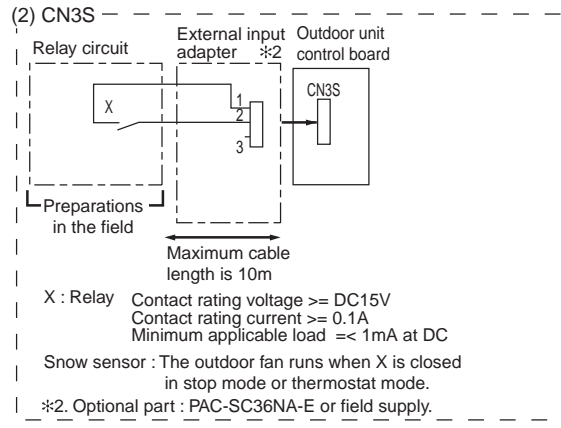 (2) CN3S
Relay circuit
External input
adapter ✻2
Outdoor unit
control board
CN3S
X
1
2
3
Preparations
in the field
Maximum cable
length is 10m
X : Relay
Contact rating voltage >= DC15V
Contact rating current >= 0.1A
Minimum applicable load =< 1mA at DC
Snow sensor : The outdoor fan runs when X is closed
in stop mode or thermostat mode.
✻2. Optional part : PAC-SC36NA-E or field supply.